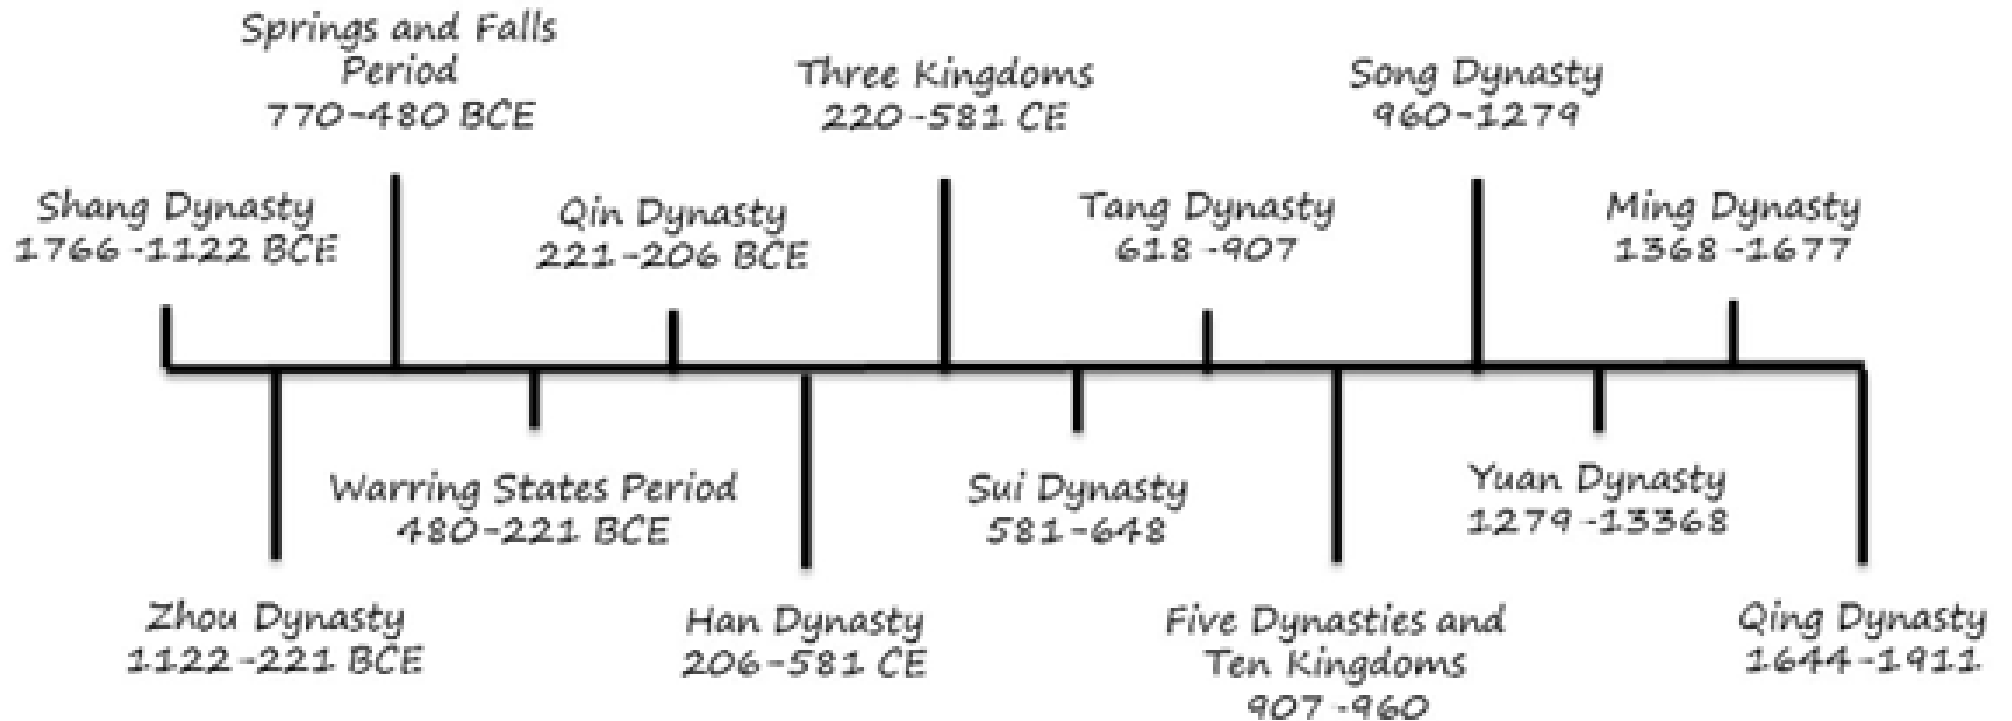 Springs and Falls
Period
770-480 BCE
Three Kingdoms
220-581 CE
Song Dynasty
960-1279
Shang Dynasty
1766-1122 BCE
Qin Dynasty
221-206 BCE
Tang Dynasty
618-907
Ming Dynasty
1368-1677
Warring States Period
480-221 BCE
Sui Dynasty
581-648
Yuan Dynasty
1279-13368
Zhou Dynasty
1122-221 BCE
Han Dynasty
206-581 CE
Five Dynasties and
Ten Kingdoms
907-960
Qing Dynasty
1644-1911